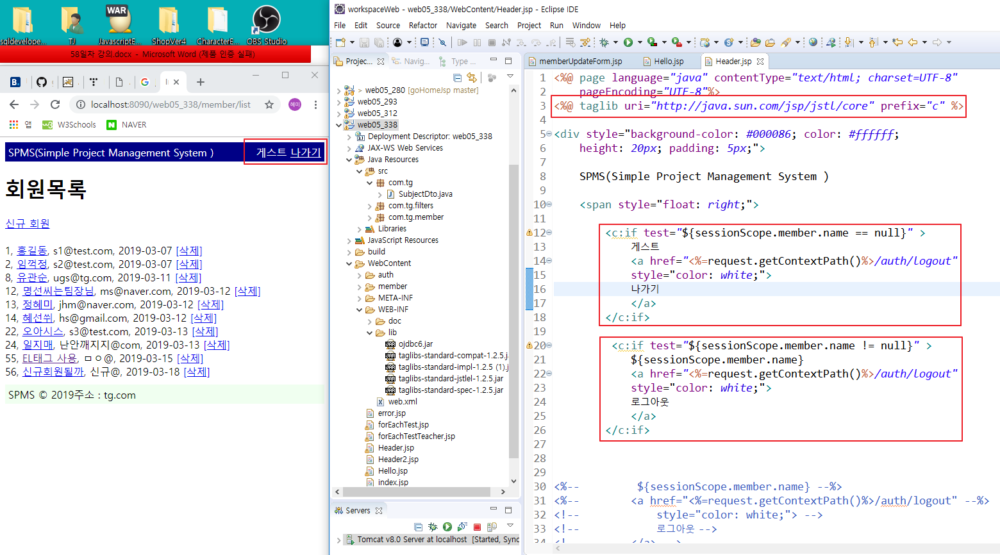 WAR
sqldevelope...
TJ
JavascriptE...
ShopVer4
CharacterE...
OBS Studio
58일차 강의.docx - Microsoft Word (제품 인증 실패)
localhost:8090/web05_338/member/list
혜미
앱
W3Schools
NAVER
SPMS(Simple Project Management System )
게스트 나가기
회원목록
신규 회원
1, 홍길동, s1@test.com, 2019-03-07 [삭제]
2, 임꺽정, s2@test.com, 2019-03-07 [삭제]
8, 유관순, ugs@tg.com, 2019-03-11 [삭제]
12, 명선씨는팀장님, ms@naver.com, 2019-03-12 [삭제]
13, 정혜미, jhm@naver.com, 2019-03-12 [삭제]
14, 혜선쒸, hs@gmail.com, 2019-03-12 [삭제]
22, 오아시스, s3@test.com, 2019-03-13 [삭제]
24, 일지매, 난안깨지지@com, 2019-03-13 [삭제]
55, EL태그 사용, ㅁㅇ@, 2019-03-15 [삭제]
56, 신규회원될까, 신규@, 2019-03-18 [삭제]
SPMS © 2019주소 : tg.com
workspaceWeb - web05_338/WebContent/Header.jsp - Eclipse IDE
File Edit Source Refactor Navigate Search Project Run Window Help
Projec...
Navig...
Type ...
> web05_280 [goHomeJsp master]
web05_293
web05_312
web05_338
Deployment Descriptor: web05_338
JAX-WS Web Services
Java Resources
src
com.tg
SubjectDto.java
com.tg.filters
com.tg.member
Libraries
JavaScript Resources
build
WebContent
auth
member
META-INF
WEB-INF
doc
lib
ojdbc6.jar
taglibs-standard-compat-1.2.5.j
taglibs-standard-impl-1.2.5 (1).j
taglibs-standard-jstlel-1.2.5.jar
taglibs-standard-spec-1.2.5.jar
web.xml
error.jsp
forEachTest.jsp
forEachTestTeacher.jsp
Header.jsp
Header2.jsp
Hello.jsp
index.jsp
Servers
Tomcat v8.0 Server at localhost [Started, Sync
memberUpdateForm.jsp
Hello.jsp
Header.jsp
1 <%@ page language="java" contentType="text/html; charset=UTF-8"
2 pageEncoding="UTF-8"%>
3 <%@ taglib uri="http://java.sun.com/jsp/jstl/core" prefix="c" %>
4
5 <div style="background-color: #000086; color: #ffffff;
6 height: 20px; padding: 5px;">
7
8 SPMS(Simple Project Management System )
9
10 <span style="float: right;">
11
12 <c:if test="${sessionScope.member.name == null}" >
13 게스트
14 <a href="<%=request.getContextPath()%>/auth/logout"
15 style="color: white;">
16 나가기
17 </a>
18 </c:if>
19
20 <c:if test="${sessionScope.member.name != null}" >
21 ${sessionScope.member.name}
22 <a href="<%=request.getContextPath()%>/auth/logout"
23 style="color: white;">
24 로그아웃
25 </a>
26 </c:if>
27
28
29
30 <%-- ${sessionScope.member.name} --%>
31 <%-- <a href="<%=request.getContextPath()%>/auth/logout" --%>
32 <!-- style="color: white;"> -->
33 <!-- 로그아웃 -->